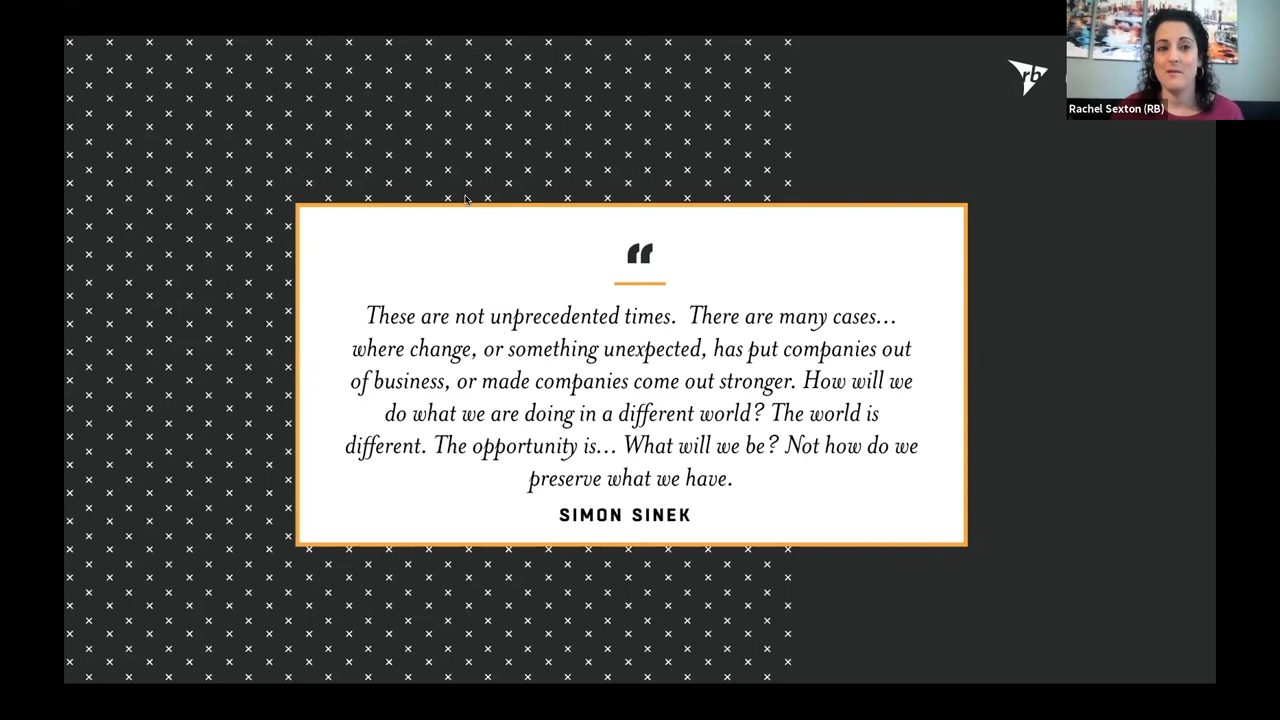 rb
Rachel Sexton (RB)
“
These are not unprecedented times.  There are many cases...
where change, or something unexpected, has put companies out
of business, or made companies come out stronger. How will we
do what we are doing in a different world? The world is
different. The opportunity is... What will we be? Not how do we
preserve what we have.
SIMON SINEK